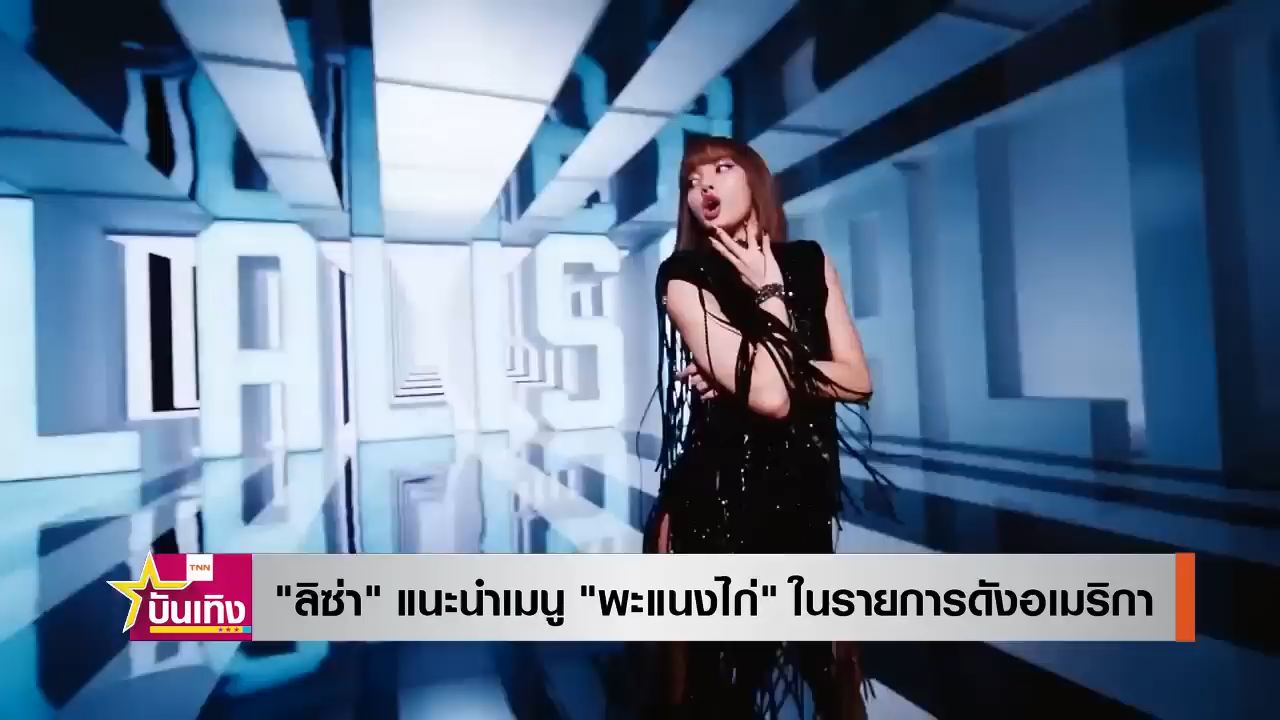 LALISA
TNN
บันเทิง
"ลิซ่า" แนะนำเมนู "พะแนงไก่" ในรายการดังอเมริกา